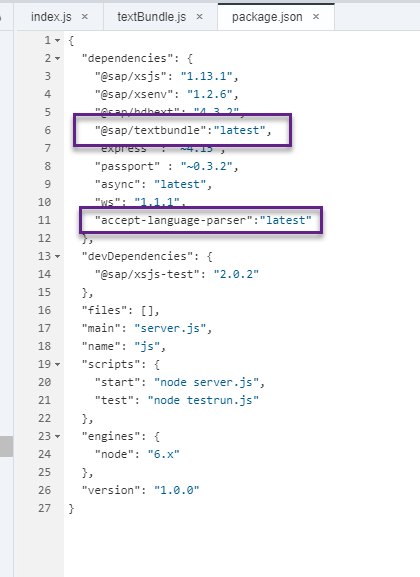 index.js × textBundle.js × package.json ×
1 {
2 "dependencies": {
3 "@sap/xsjs": "1.13.1",
4 "@sap/xsenv": "1.2.6",
5 "@sap/hdbext": "4.3.2",
6 "@sap/textbundle":"latest",
7 "express" : "~4.15",
8 "passport" : "~0.3.2",
9 "async": "latest",
10 "ws": "1.1.1",
11 "accept-language-parser":"latest"
12 },
13 "devDependencies": {
14 "@sap/xsjs-test": "2.0.2"
15 },
16 "files": [],
17 "main": "server.js",
18 "name": "js",
19 "scripts": {
20 "start": "node server.js",
21 "test": "node testrun.js"
22 },
23 "engines": {
24 "node": "6.x"
25 },
26 "version": "1.0.0"
27 }